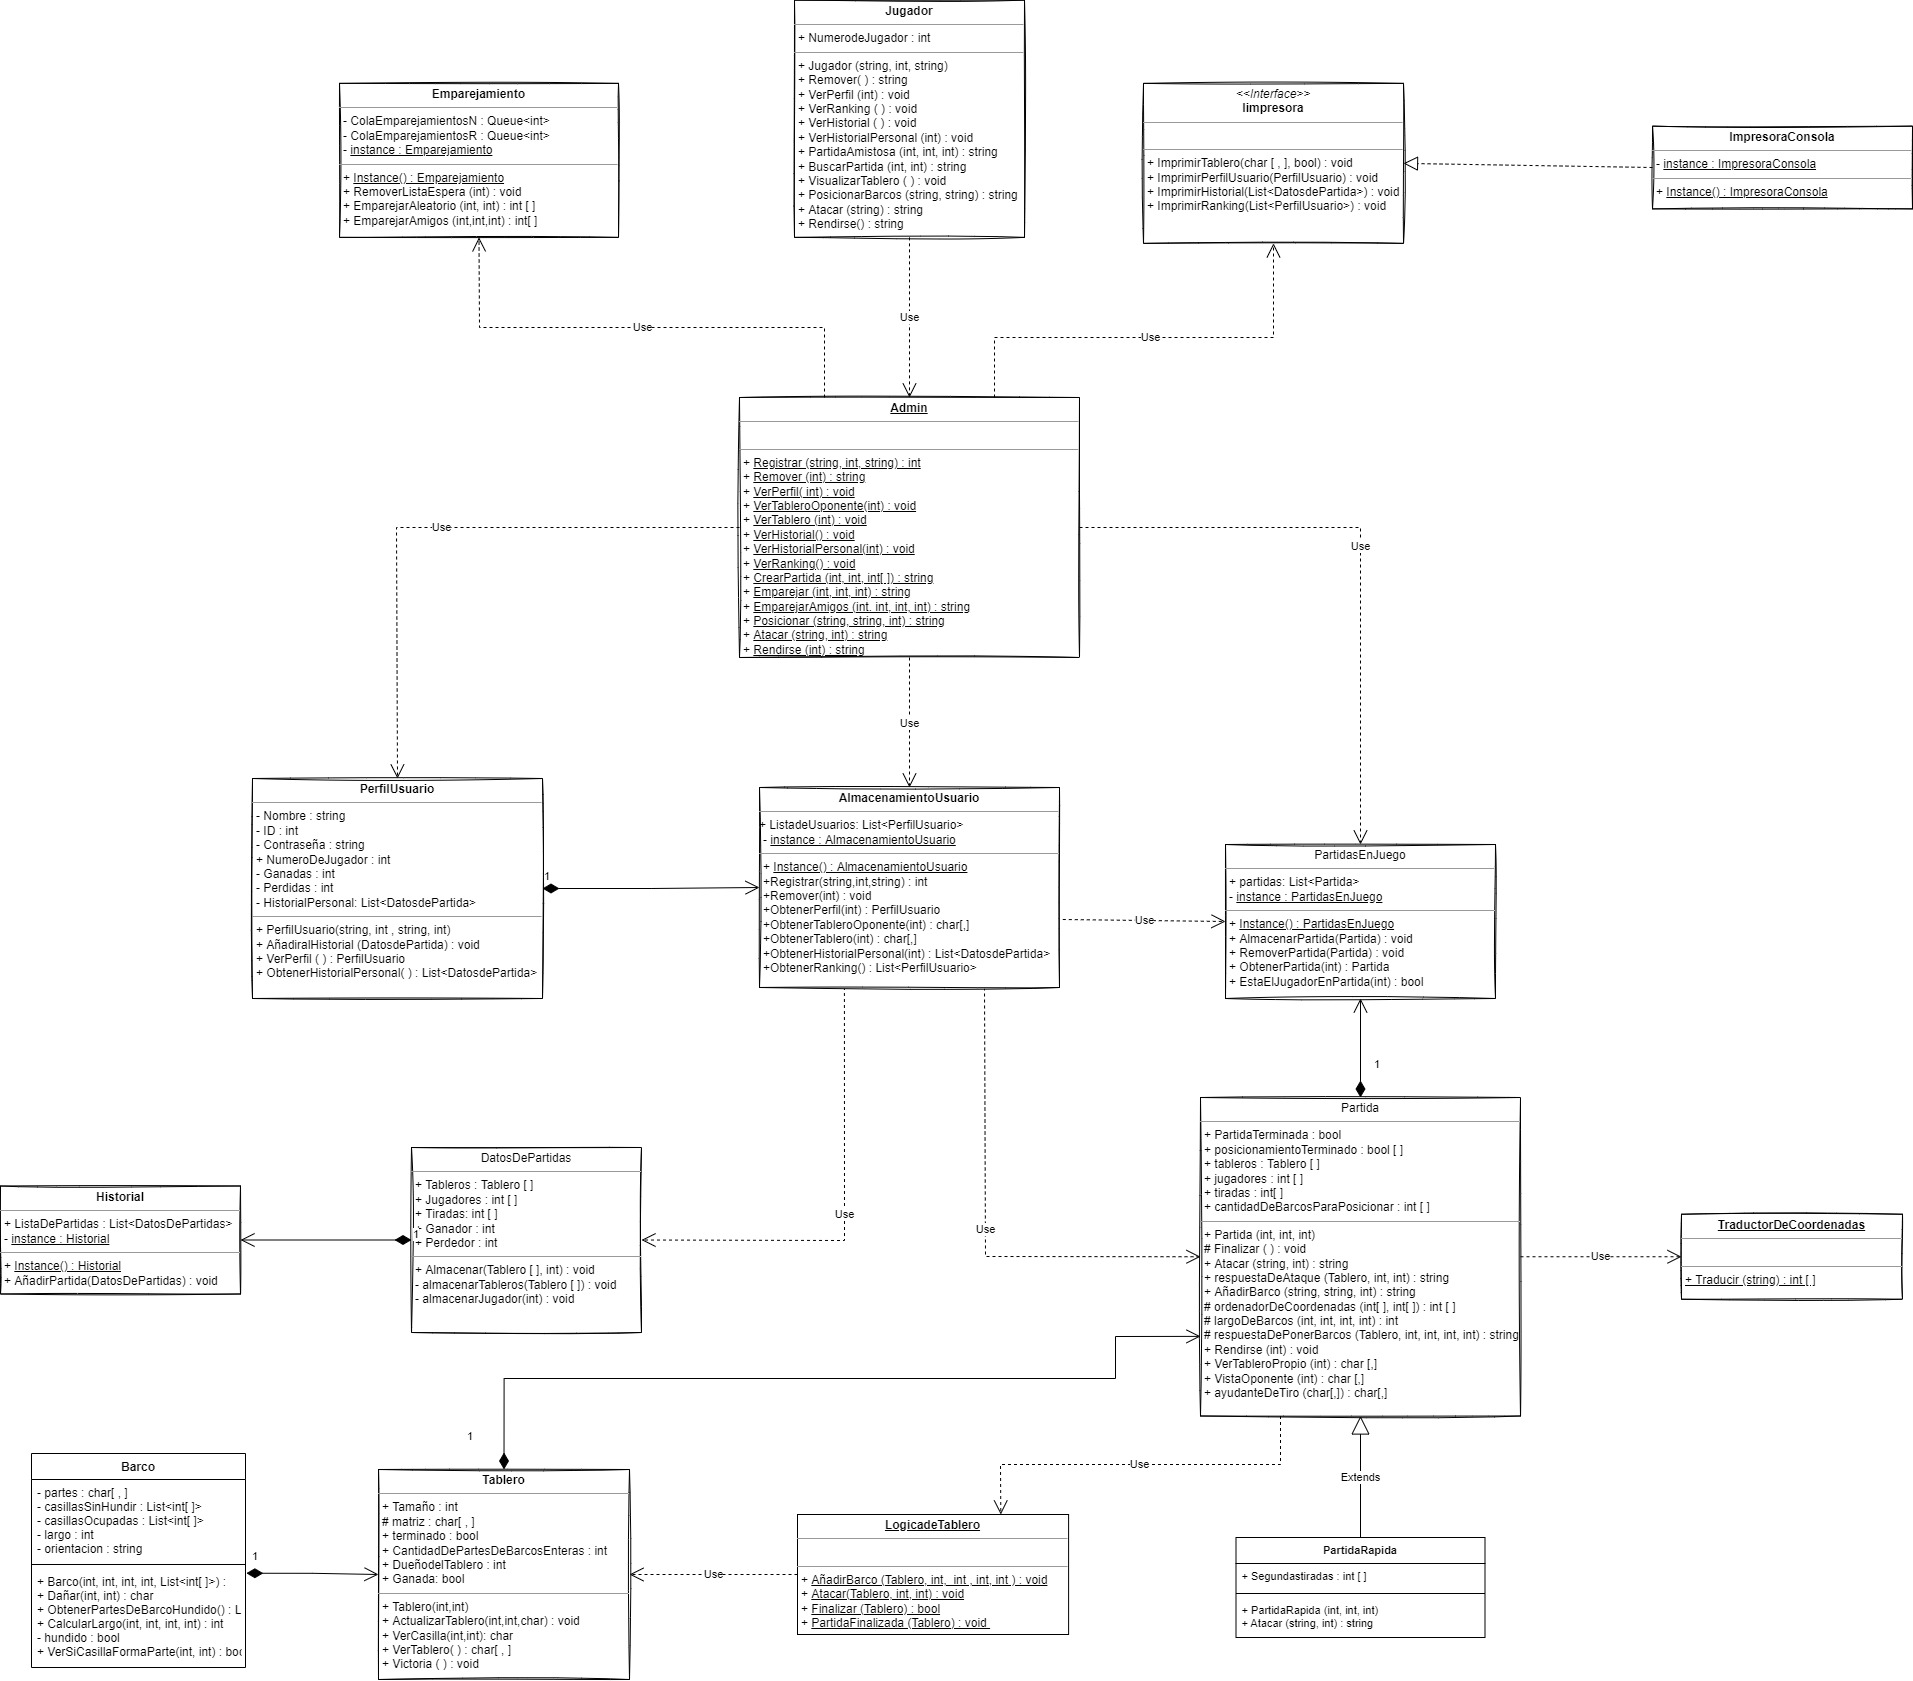 Jugador
+ NumerodeJugador : int
+ Jugador (string, int, string)
+ Remover( ) : string
+ VerPerfil (int) : void
+ VerRanking ( ) : void
+ VerHistorial ( ) : void
+ VerHistorialPersonal (int) : void
+ PartidaAmistosa (int, int, int) : string
+ BuscarPartida (int, int) : string
+ VisualizarTablero ( ) : void
+ PosicionarBarcos (string, string) : string
+ Atacar (string) : string
+ Rendirse() : string
Emparejamiento
- ColaEmparejamientosN : Queue<int>
- ColaEmparejamientosR : Queue<int>
- instance : Emparejamiento
+ Instance() : Emparejamiento
+ RemoverListaEspera (int) : void
+ EmparejarAleatorio (int, int) : int [ ]
+ EmparejarAmigos (int,int,int) : int[ ]
<<Interface>>
Iimpresora
+ ImprimirTablero(char [ , ], bool) : void
+ ImprimirPerfilUsuario(PerfilUsuario) : void
+ ImprimirHistorial(List<DatosdePartida>) : void
+ ImprimirRanking(List<PerfilUsuario>) : void
ImpresoraConsola
- instance : ImpresoraConsola
+ Instance() : ImpresoraConsola
Use
Use
Use
Admin
+ Registrar (string, int, string) : int
+ Remover (int) : string
+ VerPerfil( int) : void
+ VerTableroOponente(int) : void
+ VerTablero (int) : void
+ VerHistorial() : void
+ VerHistorialPersonal(int) : void
+ VerRanking() : void
+ CrearPartida (int, int, int[ ]) : string
+ Emparejar (int, int, int) : string
+ EmparejarAmigos (int. int, int, int) : string
+ Posicionar (string, string, int) : string
+ Atacar (string, int) : string
+ Rendirse (int) : string
Use
Use
Use
PerfilUsuario
- Nombre : string
- ID : int
- Contraseña : string
+ NumeroDeJugador : int
- Ganadas : int
- Perdidas : int
- HistorialPersonal: List<DatosdePartida>
+ PerfilUsuario(string, int , string, int)
+ AñadiralHistorial (DatosdePartida) : void
+ VerPerfil ( ) : PerfilUsuario
+ ObtenerHistorialPersonal( ) : List<DatosdePartida>
1
AlmacenamientoUsuario
+ ListadeUsuarios: List<PerfilUsuario>
- instance : AlmacenamientoUsuario
+ Instance() : AlmacenamientoUsuario
+Registrar(string,int,string) : int
+Remover(int) : void
+ObtenerPerfil(int) : PerfilUsuario
+ObtenerTableroOponente(int) : char[,]
+ObtenerTablero(int) : char[,]
+ObtenerHistorialPersonal(int) : List<DatosdePartida>
+ObtenerRanking() : List<PerfilUsuario>
Use
PartidasEnJuego
+ partidas: List<Partida>
- instance : PartidasEnJuego
+ Instance() : PartidasEnJuego
+ AlmacenarPartida(Partida) : void
+ RemoverPartida(Partida) : void
+ ObtenerPartida(int) : Partida
+ EstaElJugadorEnPartida(int) : bool
1
Use
Use
Historial
+ ListaDePartidas : List<DatosDePartidas>
- instance : Historial
+ Instance() : Historial
+ AñadirPartida(DatosDePartidas) : void
DatosDePartidas
+ Tableros : Tablero [ ]
+ Jugadores : int [ ]
+ Tiradas: int [ ]
+ Ganador : int
+ Perdedor : int
1
+ Almacenar(Tablero [ ], int) : void
- almacenarTableros(Tablero [ ]) : void
- almacenarJugador(int) : void
Partida
+ PartidaTerminada : bool
+ posicionamientoTerminado : bool [ ]
+ tableros : Tablero [ ]
+ jugadores : int [ ]
+ tiradas : int[ ]
+ cantidadDeBarcosParaPosicionar : int [ ]
+ Partida (int, int, int)
# Finalizar ( ) : void
+ Atacar (string, int) : string
+ respuestaDeAtaque (Tablero, int, int) : string
+ AñadirBarco (string, string, int) : string
# ordenadorDeCoordenadas (int[ ], int[ ]) : int [ ]
# largoDeBarcos (int, int, int, int) : int
# respuestaDePonerBarcos (Tablero, int, int, int, int) : string
+ Rendirse (int) : void
+ VerTableroPropio (int) : char [,]
+ VistaOponente (int) : char [,]
+ ayudanteDeTiro (char[,]) : char[,]
Use
TraductorDeCoordenadas
+ Traducir (string) : int [ ]
Barco
- partes : char[ , ]
- casillasSinHundir : List<int[ ]>
- casillasOcupadas : List<int[ ]>
- largo : int
- orientacion : string
+ Barco(int, int, int, int, List<int[ ]>) :
+ Dañar(int, int) : char
+ ObtenerPartesDeBarcoHundido() : L
+ CalcularLargo(int, int, int, int) : int
- hundido : bool
+ VerSiCasillaFormaParte(int, int) : boo
1
1
Tablero
+ Tamaño : int
# matriz : char[ , ]
+ terminado : bool
+ CantidadDePartesDeBarcosEnteras : int
+ DueñodelTablero : int
+ Ganada: bool
+ Tablero(int,int)
+ ActualizarTablero(int,int,char) : void
+ VerCasilla(int,int): char
+ VerTablero( ) : char[ , ]
+ Victoria ( ) : void
Use
Use
LogicadeTablero
+ AñadirBarco (Tablero, int, int , int, int ) : void
+ Atacar(Tablero, int, int) : void
+ Finalizar (Tablero) : bool
+ PartidaFinalizada (Tablero) : void
Extends
PartidaRapida
+ Segundastiradas : int [ ]
+ PartidaRapida (int, int, int)
+ Atacar (string, int) : string